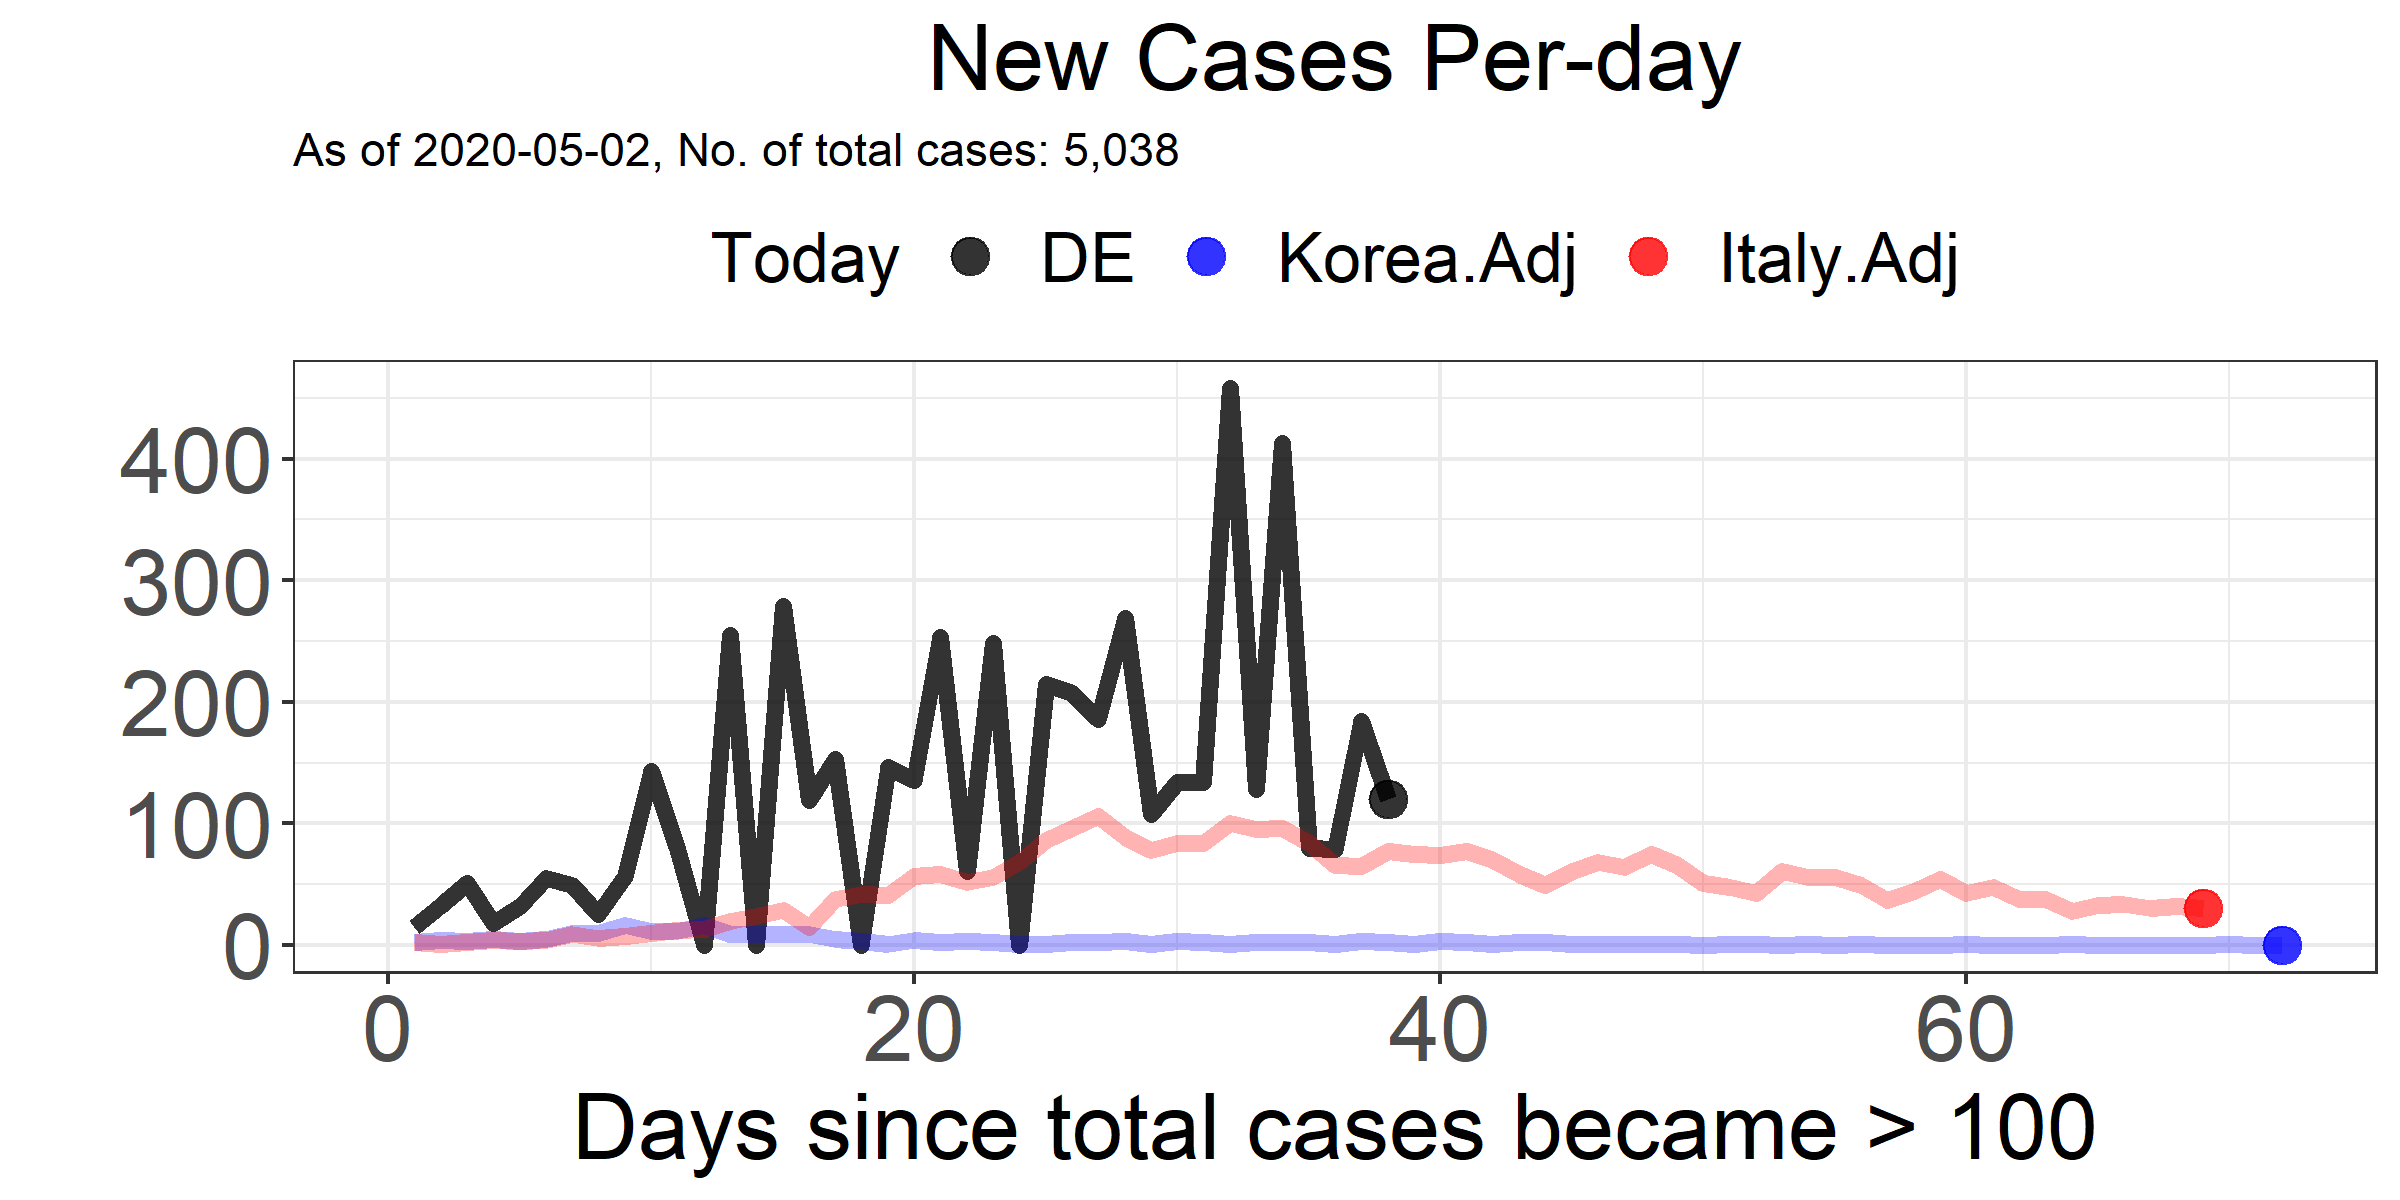 New Cases Per-day
As of 2020-05-02, No. of total cases: 5,038
Today DE Korea.Adj Italy.Adj
400
300
200
100
0
0 20 40 60
Days since total cases became > 100